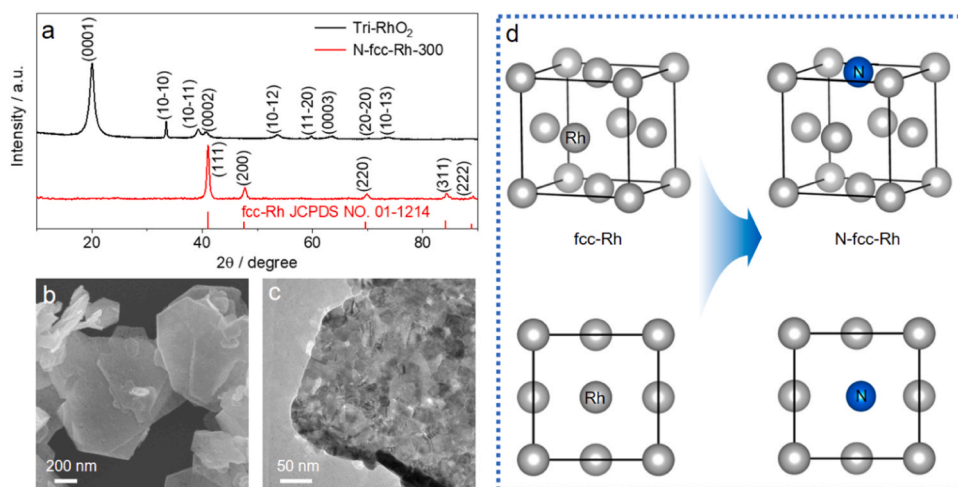 a
Tri-RhO₂
N-fcc-Rh-300
(0001)
(10-10)
(10-11)
(0002)
(10-12)
(11-20)
(0003)
(20-20)
(10-13)
(111)
(200)
(220)
(311)
(222)
fcc-Rh JCPDS NO. 01-1214
Intensity / a.u.
20 40 60 80
2θ / degree
b
200 nm
c
50 nm
d
Rh
N
fcc-Rh
N-fcc-Rh
Rh
N